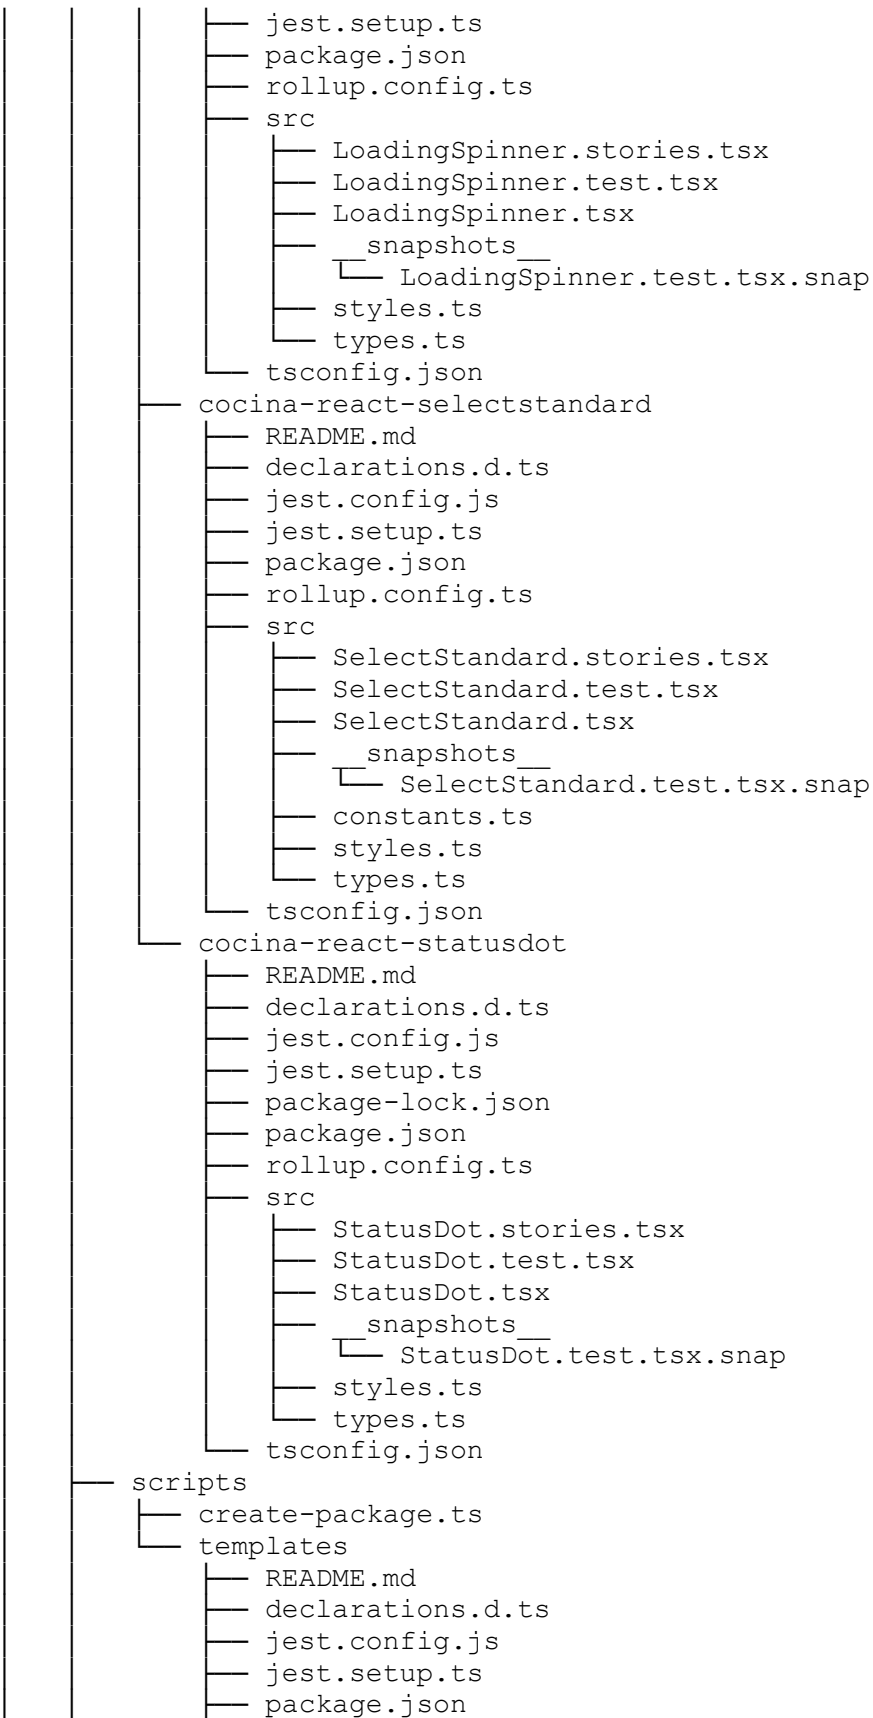 │   │   │   ├── jest.setup.ts
│   │   │   ├── package.json
│   │   │   ├── rollup.config.ts
│   │   │   ├── src
│   │   │   │   ├── LoadingSpinner.stories.tsx
│   │   │   │   ├── LoadingSpinner.test.tsx
│   │   │   │   ├── LoadingSpinner.tsx
│   │   │   │   ├── __snapshots__
│   │   │   │   │   └── LoadingSpinner.test.tsx.snap
│   │   │   │   ├── styles.ts
│   │   │   │   └── types.ts
│   │   │   └── tsconfig.json
│   │   ├── cocina-react-selectstandard
│   │   │   ├── README.md
│   │   │   ├── declarations.d.ts
│   │   │   ├── jest.config.js
│   │   │   ├── jest.setup.ts
│   │   │   ├── package.json
│   │   │   ├── rollup.config.ts
│   │   │   ├── src
│   │   │   │   ├── SelectStandard.stories.tsx
│   │   │   │   ├── SelectStandard.test.tsx
│   │   │   │   ├── SelectStandard.tsx
│   │   │   │   ├── __snapshots__
│   │   │   │   │   └── SelectStandard.test.tsx.snap
│   │   │   │   ├── constants.ts
│   │   │   │   ├── styles.ts
│   │   │   │   └── types.ts
│   │   │   └── tsconfig.json
│   │   └── cocina-react-statusdot
│   │       ├── README.md
│   │       ├── declarations.d.ts
│   │       ├── jest.config.js
│   │       ├── jest.setup.ts
│   │       ├── package-lock.json
│   │       ├── package.json
│   │       ├── rollup.config.ts
│   │       ├── src
│   │       │   ├── StatusDot.stories.tsx
│   │       │   ├── StatusDot.test.tsx
│   │       │   ├── StatusDot.tsx
│   │       │   ├── __snapshots__
│   │       │   │   └── StatusDot.test.tsx.snap
│   │       │   ├── styles.ts
│   │       │   └── types.ts
│   │       └── tsconfig.json
│   ├── scripts
│   │   ├── create-package.ts
│   │   └── templates
│   │       ├── README.md
│   │       ├── declarations.d.ts
│   │       ├── jest.config.js
│   │       ├── jest.setup.ts
│   │       ├── package.json